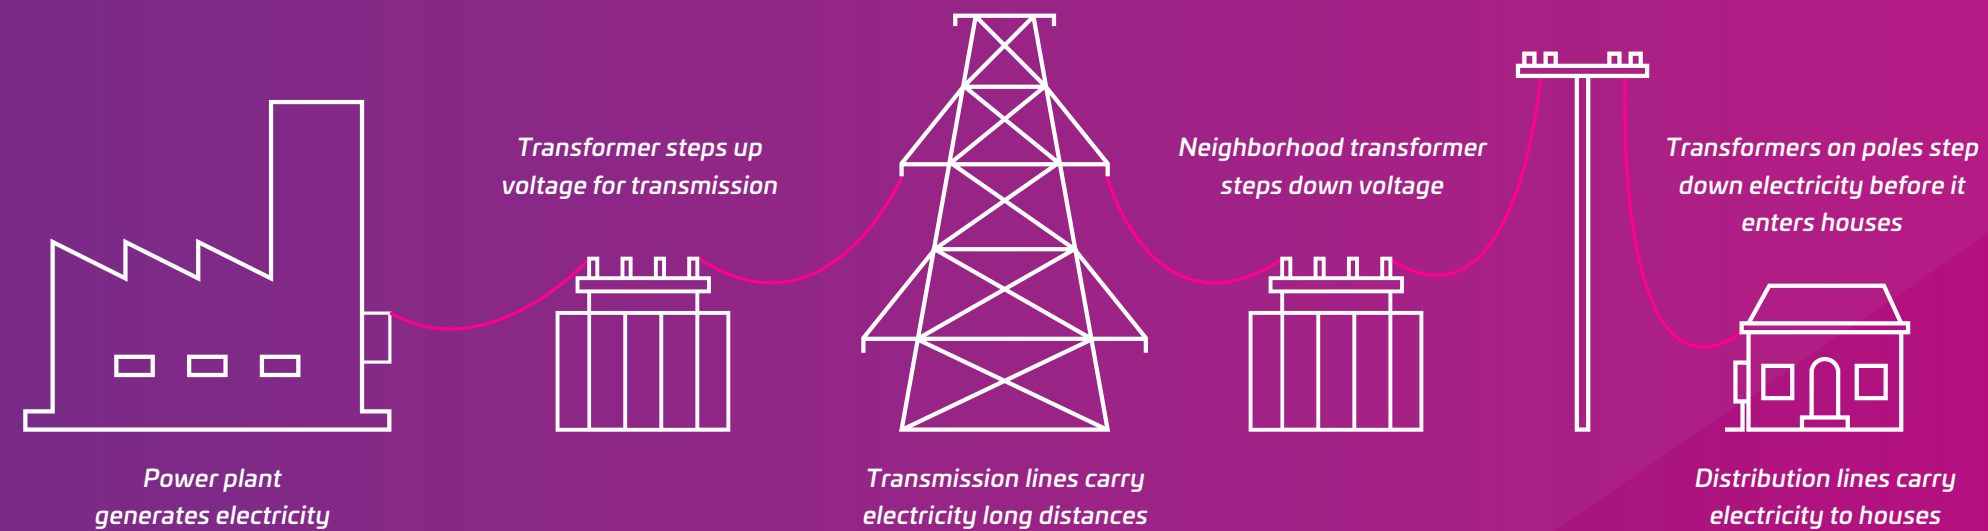 Transformer steps up
voltage for transmission
Neighborhood transformer
steps down voltage
Transformers on poles step
down electricity before it
enters houses
Power plant
generates electricity
Transmission lines carry
electricity long distances
Distribution lines carry
electricity to houses